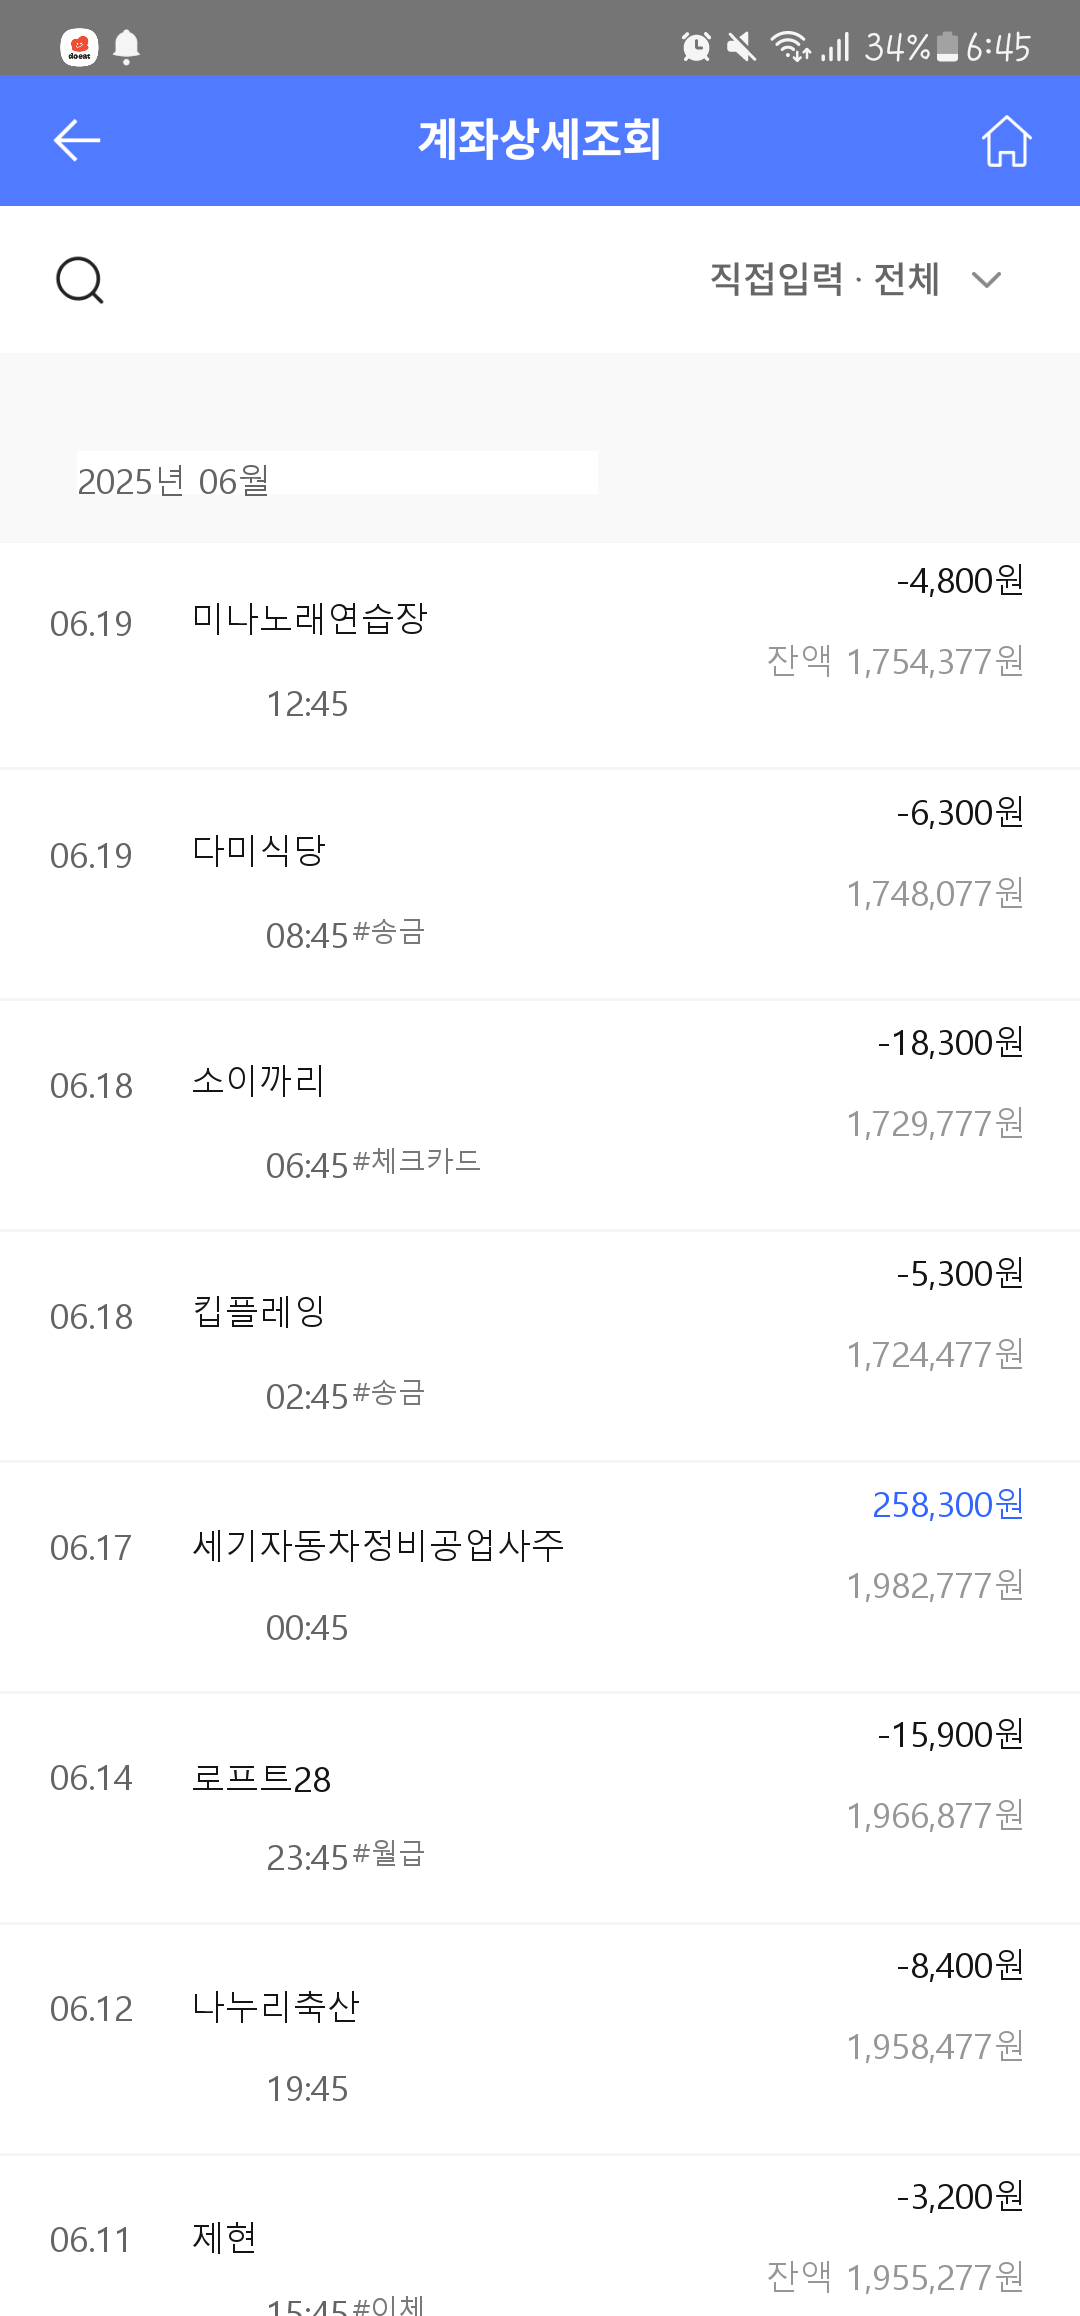 doeat
34% 6:45
계좌상세조회
직접입력 · 전체
2025년 06월
-4,800원
06.19 미나노래연습장
잔액 1,754,377원
12:45
-6,300원
06.19 다미식당
1,748,077원
08:45 #송금
-18,300원
06.18 소이까리
1,729,777원
06:45 #체크카드
-5,300원
06.18 킵플레잉
1,724,477원
02:45 #송금
258,300원
06.17 세기자동차정비공업사주
1,982,777원
00:45
-15,900원
06.14 로프트28
1,966,877원
23:45 #월급
-8,400원
06.12 나누리축산
1,958,477원
19:45
-3,200원
06.11 제현
잔액 1,955,277원
15:45 #이체